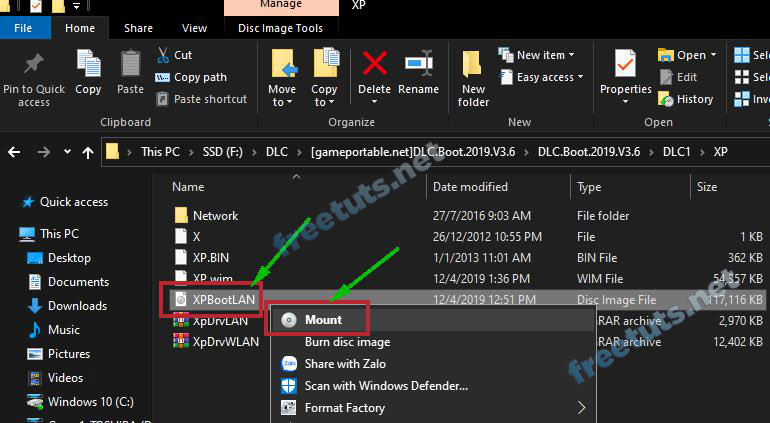 Manage XP
File Home Share View Disc Image Tools
Pin to Quick access
Copy
Cut
Copy path
Paste shortcut
Clipboard
Move to
Copy to
Delete
Rename
Organize
New folder
New item
Easy access
New
Properties
Open
Edit
History
Open
Sele
Sele
Inve
This PC > SSD (F:) > DLC > [gameportable.net]DLC.Boot.2019.V3.6 > DLC.Boot.2019.V3.6 > DLC1 > XP
Name Date modified Type Size
Quick access
This PC
Desktop
Documents
Downloads
Music
Pictures
Videos
Windows 10 (C:)
Network 27/7/2016 9:03 AM File folder
X 26/12/2012 10:55 PM File 1 KB
XP.BIN 1/1/2013 11:01 AM BIN File 362 KB
XP.wim 12/4/2019 1:36 PM WIM File 54,357 KB
XPBootLAN 12/4/2019 12:51 PM Disc Image File 117,116 KB
XpDrvLAN RAR archive 2,970 KB
XpDrvWLAN RAR archive 12,402 KB
Mount
Burn disc image
Share with Zalo
Scan with Windows Defender...
Format Factory
freetuts.net
freetuts.net